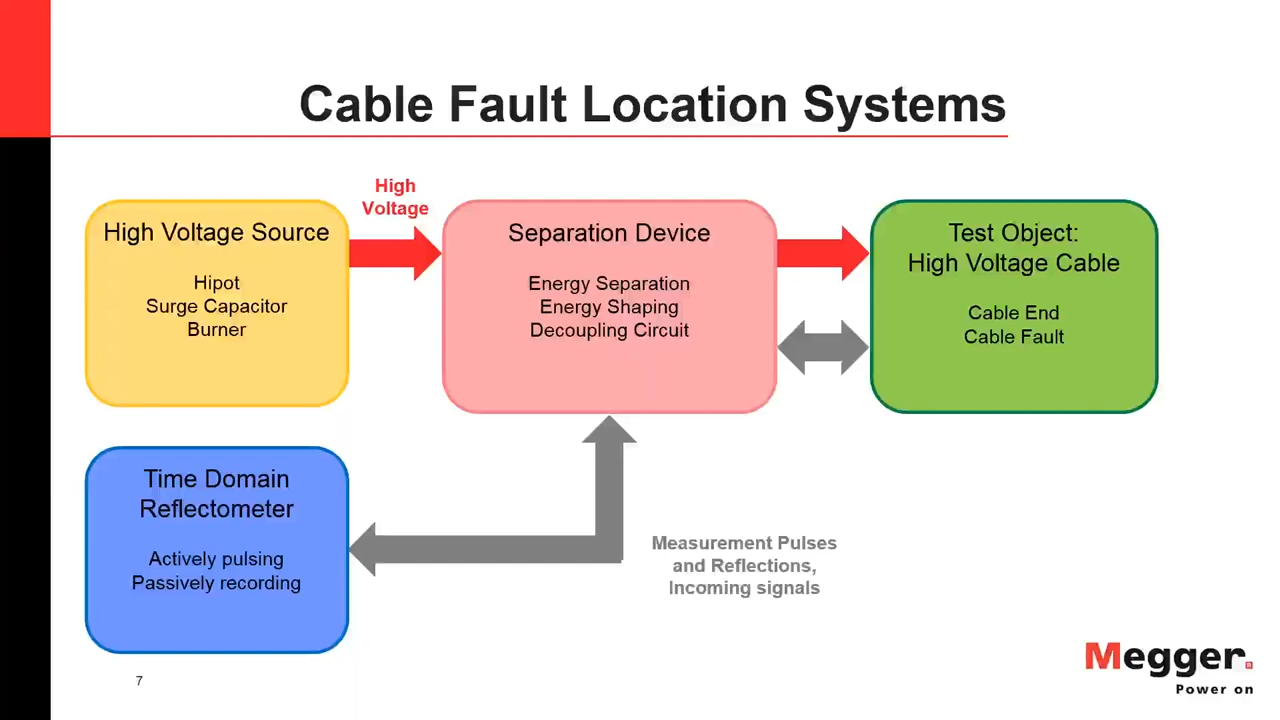 Cable Fault Location Systems
High
Voltage
High Voltage Source
Hipot
Surge Capacitor
Burner
Separation Device
Energy Separation
Energy Shaping
Decoupling Circuit
Test Object:
High Voltage Cable
Cable End
Cable Fault
Time Domain
Reflectometer
Actively pulsing
Passively recording
Measurement Pulses
and Reflections,
Incoming signals
7
Megger®
Power on